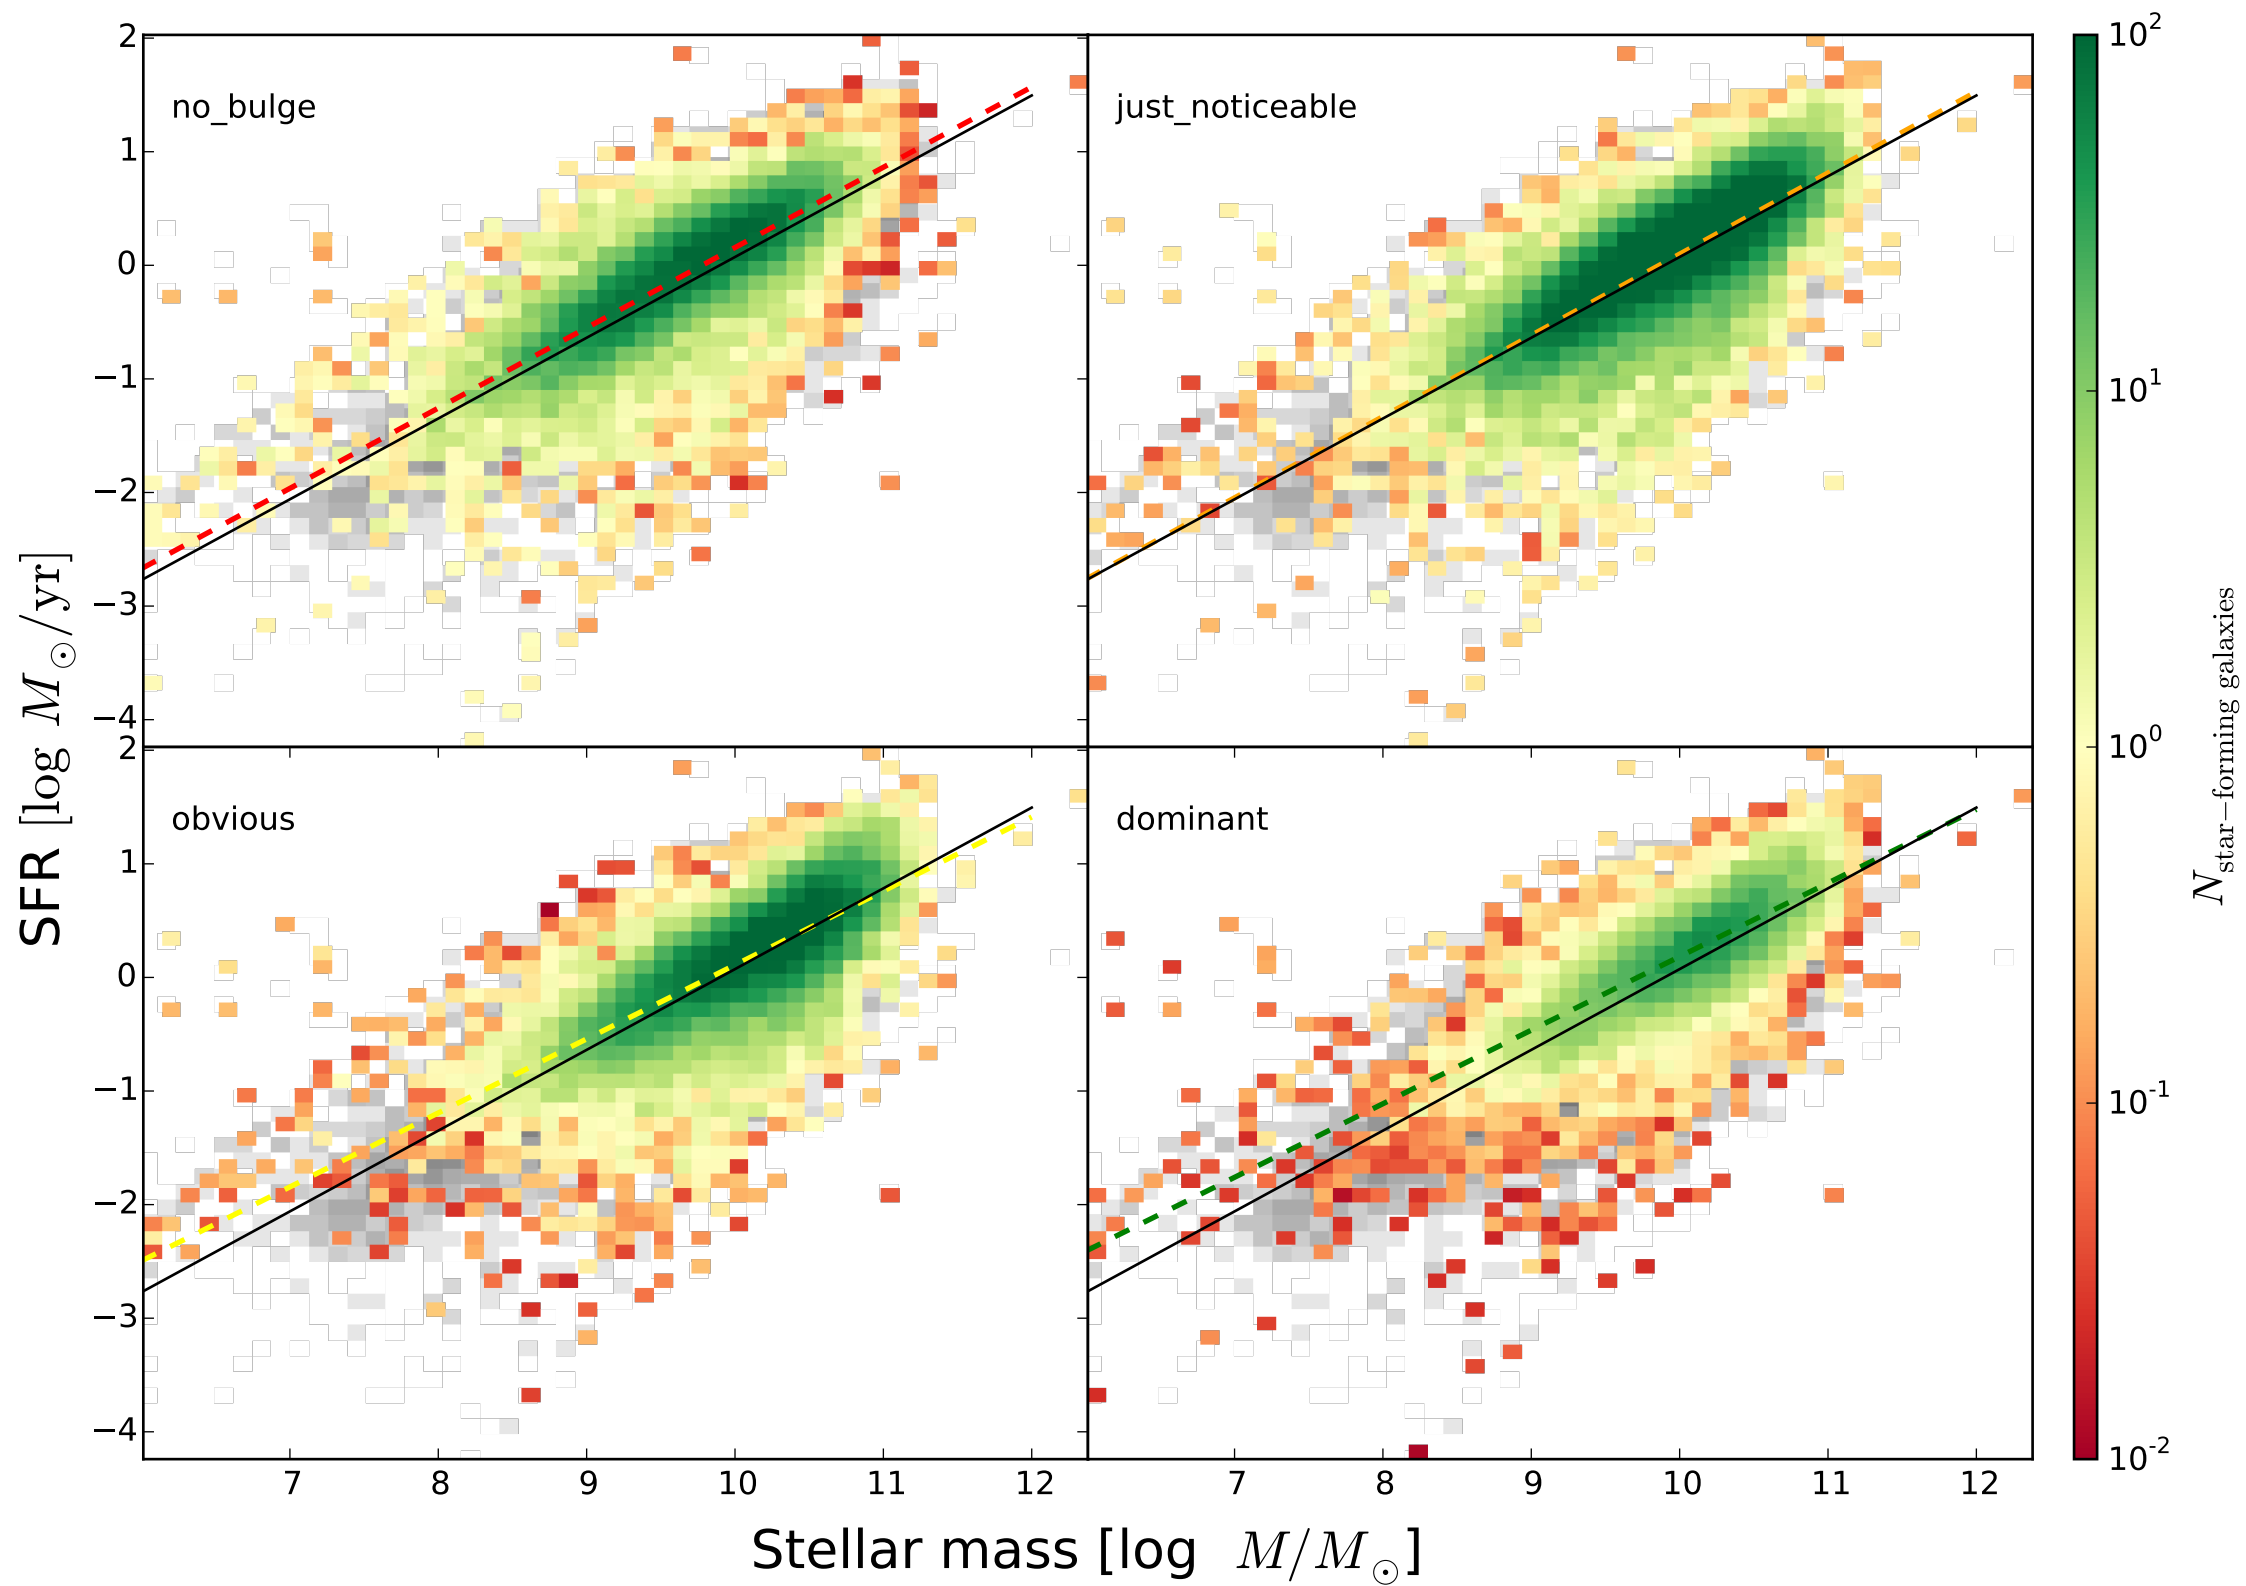 no_bulge
just_noticeable
obvious
dominant
2
1
0
−1
−2
−3
−4
2
1
0
−1
−2
−3
−4
7 8 9 10 11 12
7 8 9 10 11 12
SFR [log M⊙/yr]
Stellar mass [log M/M⊙]
10²
10¹
10⁰
10⁻¹
10⁻²
N star−forming galaxies